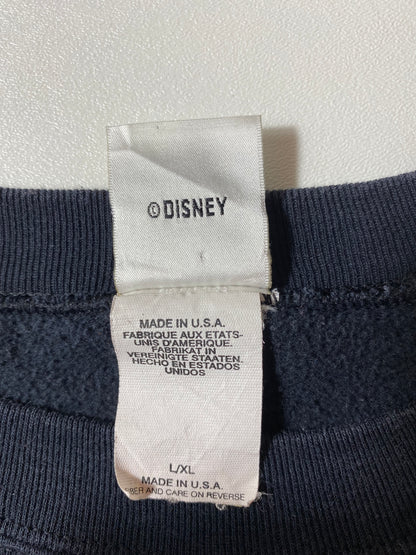 © DISNEY
MADE IN U.S.A.
FABRIQUE AUX ETATS-
UNIS D'AMERIQUE.
FABRIKAT IN
VEREINIGTE STAATEN.
HECHO EN ESTADOS
UNIDOS
L/XL
MADE IN U.S.A.
AND CARE ON REVERSE